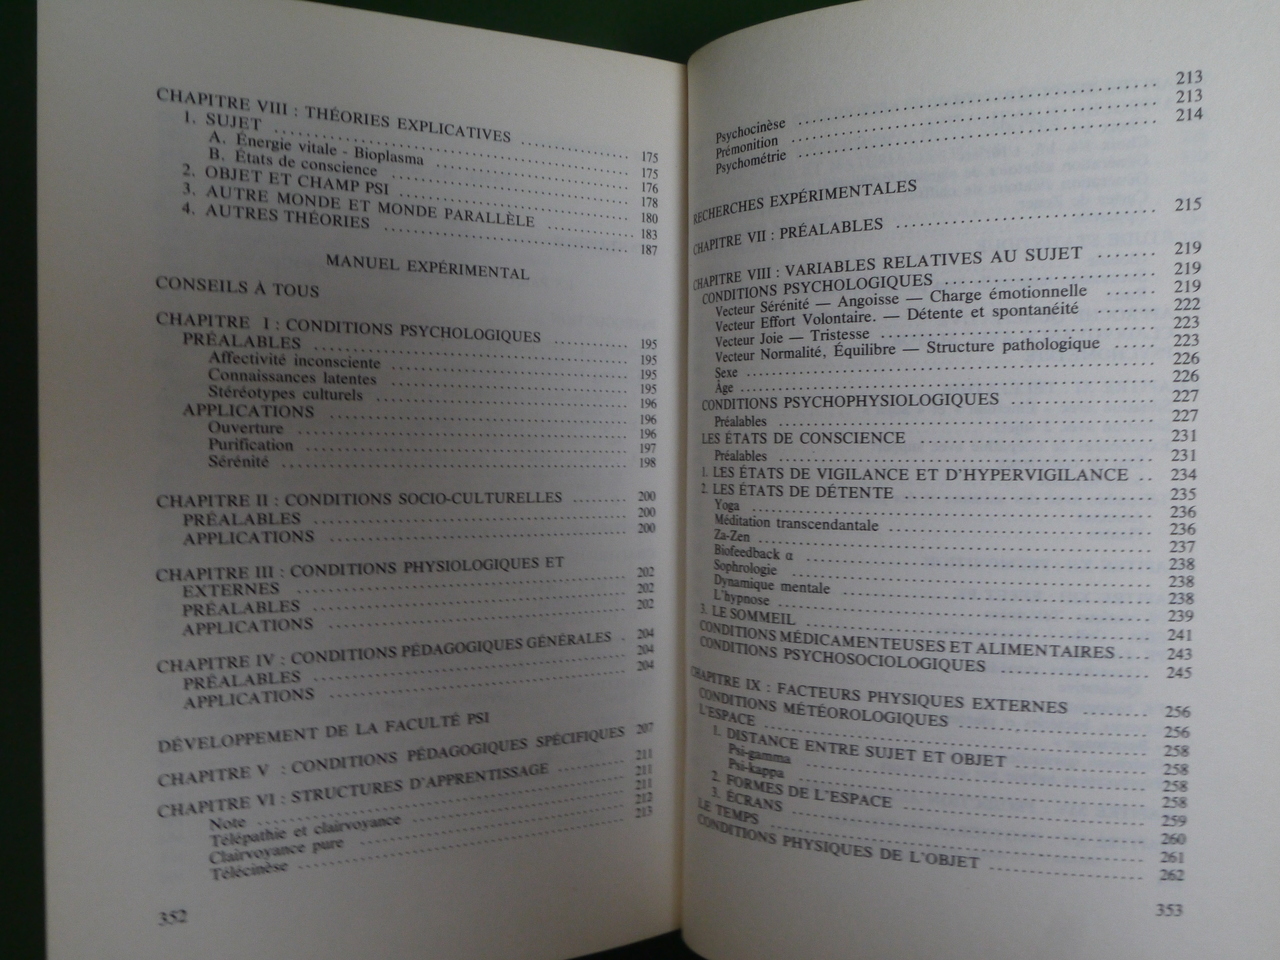 CHAPITRE VIII : THÉORIES EXPLICATIVES .......... 175
1. SUJET .......... 175
A. Énergie vitale - Bioplasma .......... 176
B. États de conscience .......... 178
2. OBJET ET CHAMP PSI .......... 180
3. AUTRE MONDE ET MONDE PARALLÈLE .......... 183
4. AUTRES THÉORIES .......... 187
MANUEL EXPÉRIMENTAL
CONSEILS À TOUS
CHAPITRE I : CONDITIONS PSYCHOLOGIQUES .......... 195
PRÉALABLES .......... 195
Affectivité inconsciente .......... 195
Connaissances latentes .......... 195
Stéréotypes culturels .......... 196
APPLICATIONS .......... 196
Ouverture .......... 196
Purification .......... 197
Sérénité .......... 198
CHAPITRE II : CONDITIONS SOCIO-CULTURELLES .......... 200
PRÉALABLES .......... 200
APPLICATIONS .......... 200
CHAPITRE III : CONDITIONS PHYSIOLOGIQUES ET
EXTERNES .......... 202
PRÉALABLES .......... 202
APPLICATIONS .......... 202
CHAPITRE IV : CONDITIONS PÉDAGOGIQUES GÉNÉRALES . 204
PRÉALABLES .......... 204
APPLICATIONS .......... 204
DÉVELOPPEMENT DE LA FACULTÉ PSI
CHAPITRE V : CONDITIONS PÉDAGOGIQUES SPÉCIFIQUES 207
CHAPITRE VI : STRUCTURES D'APPRENTISSAGE .......... 211
Note .......... 211
Télépathie et clairvoyance .......... 211
Clairvoyance pure .......... 212
Télécinèse .......... 213
352
Psychocinèse .......... 213
Prémonition .......... 213
Psychométrie .......... 214
RECHERCHES EXPÉRIMENTALES
CHAPITRE VII : PRÉALABLES .......... 215
CHAPITRE VIII : VARIABLES RELATIVES AU SUJET ....... 219
CONDITIONS PSYCHOLOGIQUES .......... 219
Vecteur Sérénité — Angoisse — Charge émotionnelle ...... 219
Vecteur Effort Volontaire. — Détente et spontanéité ....... 222
Vecteur Joie — Tristesse .......... 223
Vecteur Normalité, Équilibre — Structure pathologique ..... 223
Sexe .......... 226
Âge .......... 226
CONDITIONS PSYCHOPHYSIOLOGIQUES .......... 227
Préalables .......... 227
LES ÉTATS DE CONSCIENCE .......... 231
Préalables .......... 231
1. LES ÉTATS DE VIGILANCE ET D'HYPERVIGILANCE .. 234
2. LES ÉTATS DE DÉTENTE .......... 235
Yoga .......... 236
Méditation transcendantale .......... 236
Za-Zen .......... 237
Biofeedback α .......... 238
Sophrologie .......... 238
Dynamique mentale .......... 238
L'hypnose .......... 239
3. LE SOMMEIL .......... 241
CONDITIONS MÉDICAMENTEUSES ET ALIMENTAIRES .... 243
CONDITIONS PSYCHOSOCIOLOGIQUES .......... 245
CHAPITRE IX : FACTEURS PHYSIQUES EXTERNES ........ 256
CONDITIONS MÉTÉOROLOGIQUES .......... 256
L'ESPACE .......... 258
1. DISTANCE ENTRE SUJET ET OBJET .......... 258
Psi-gamma .......... 258
Psi-kappa .......... 258
2. FORMES DE L'ESPACE .......... 259
3. ÉCRANS .......... 260
LE TEMPS .......... 261
CONDITIONS PHYSIQUES DE L'OBJET .......... 262
353